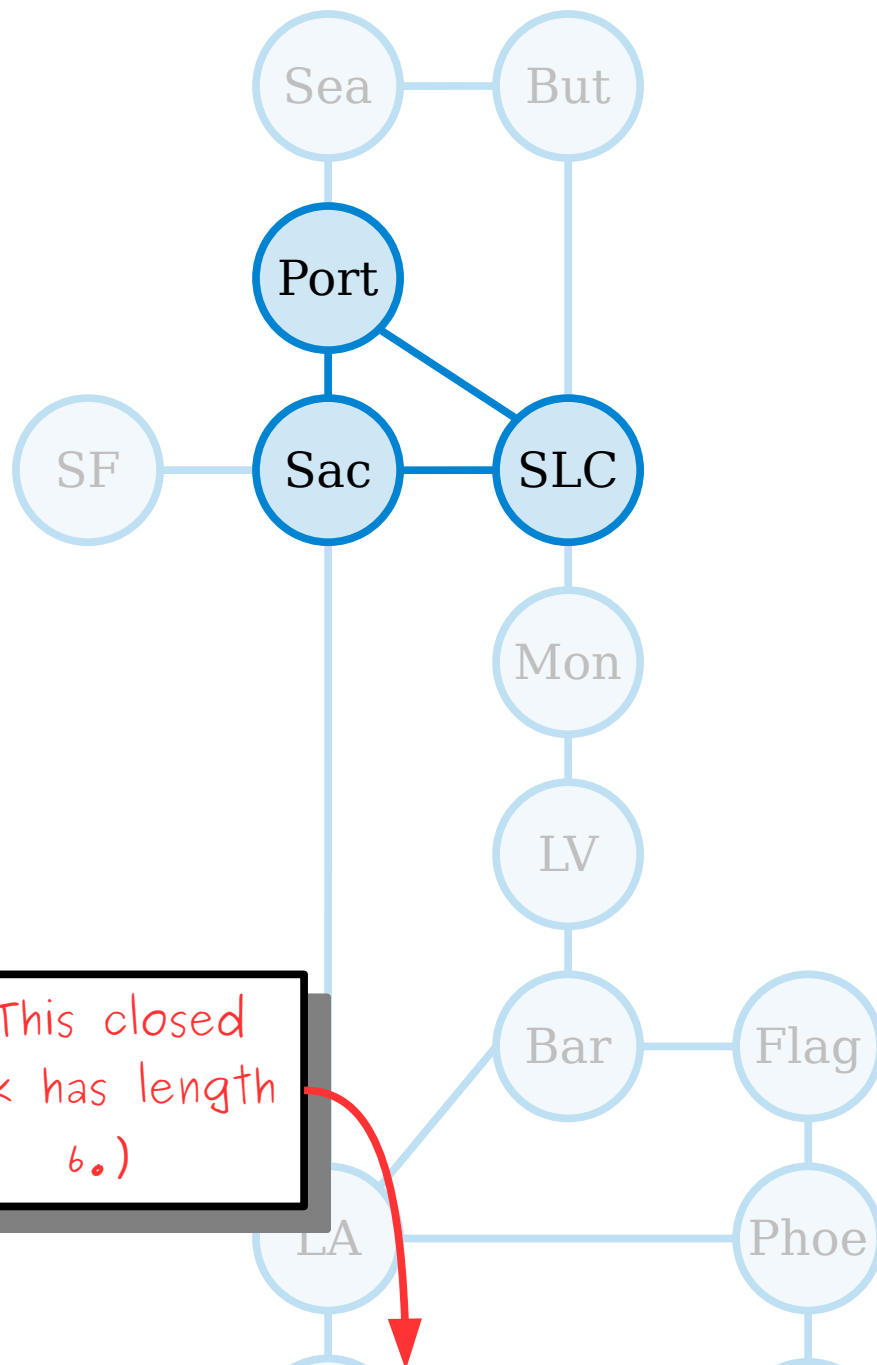 Sea
But
Port
SF
Sac
SLC
Mon
LV
Bar
Flag
This closed
has length
6.)
LA
Phoe